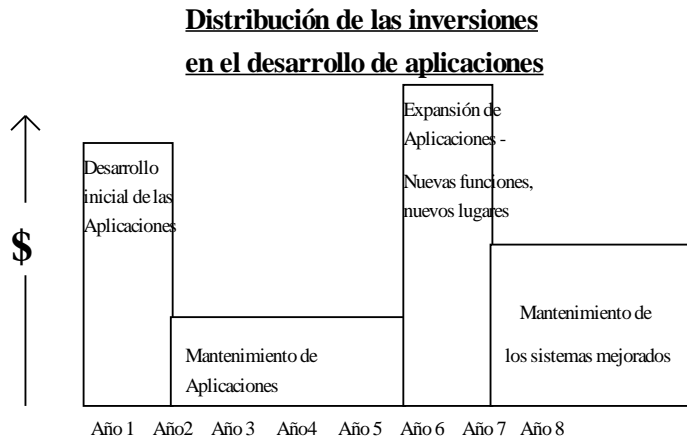 Distribución de las inversiones
en el desarrollo de aplicaciones
Expansión de
Aplicaciones -
Nuevas funciones,
nuevos lugares
Desarrollo
inicial de las
Aplicaciones
$
Mantenimiento de
Aplicaciones
Mantenimiento de
los sistemas mejorados
Año 1 Año2 Año 3 Año4 Año 5 Año 6 Año 7 Año 8